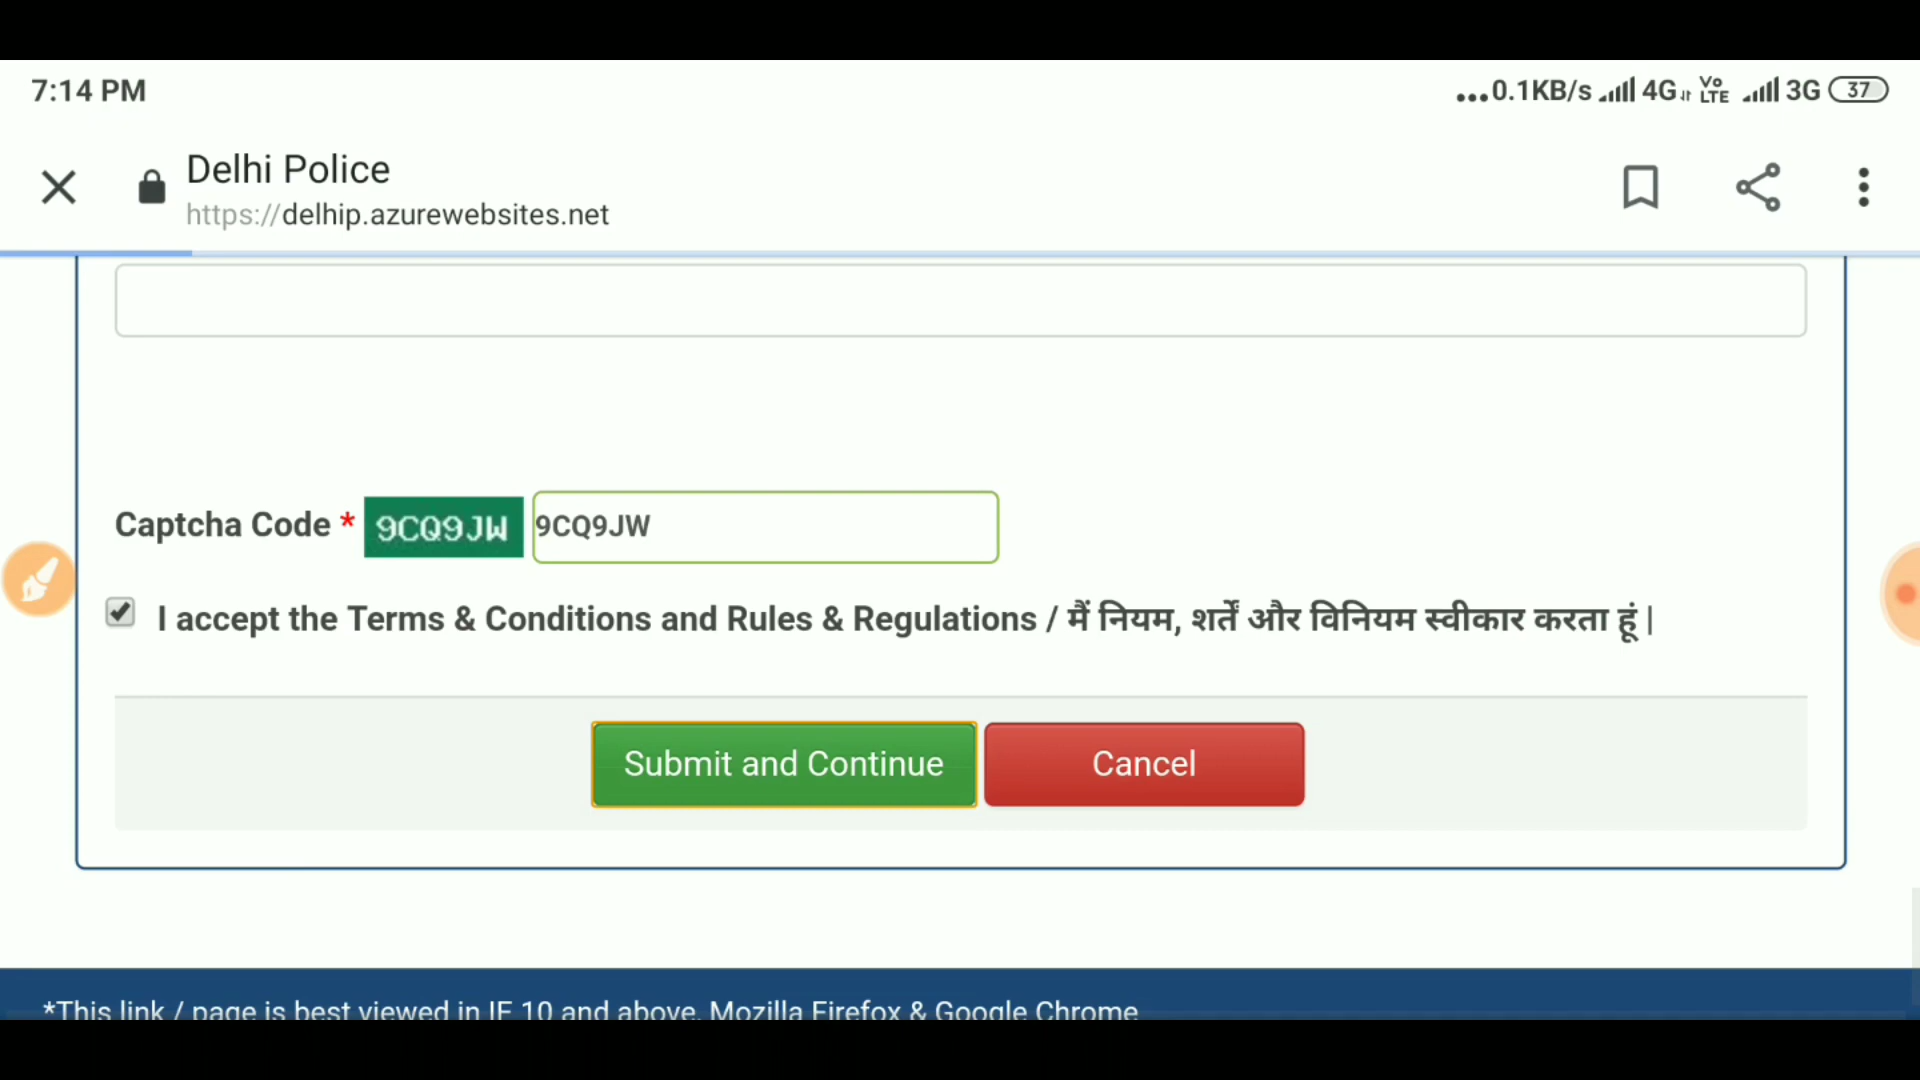 7:14 PM
...0.1KB/s 4G Vo LTE 3G 37
Delhi Police
https://delhip.azurewebsites.net
Captcha Code * 9CQ9JW 9CQ9JW
I accept the Terms & Conditions and Rules & Regulations / मैं नियम, शर्तें और विनियम स्वीकार करता हूं |
Submit and Continue Cancel
*This link / page is best viewed in IE 10 and above, Mozilla Firefox & Google Chrome